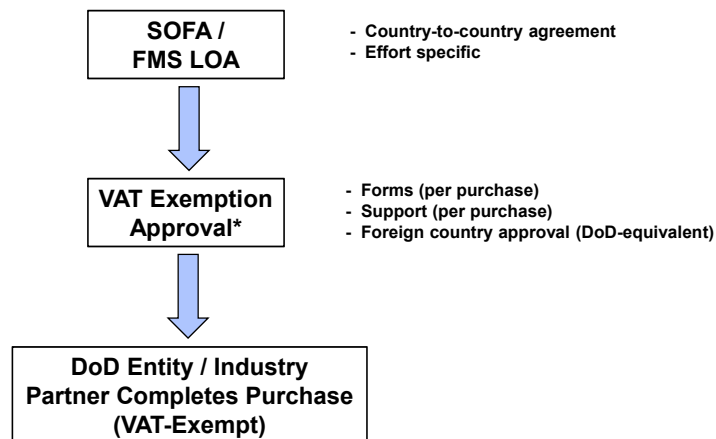 SOFA /
FMS LOA
- Country-to-country agreement
- Effort specific
VAT Exemption
Approval*
- Forms (per purchase)
- Support (per purchase)
- Foreign country approval (DoD-equivalent)
DoD Entity / Industry
Partner Completes Purchase
(VAT-Exempt)